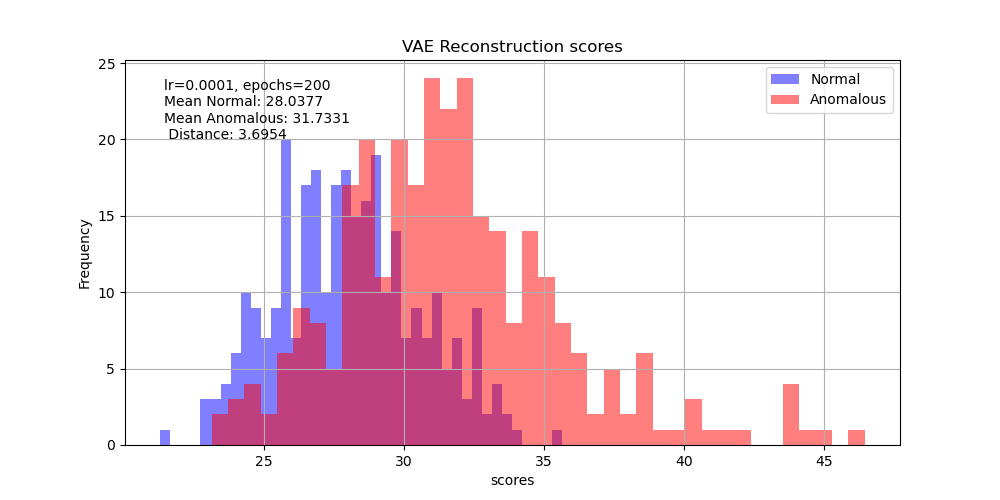 VAE Reconstruction scores
lr=0.0001, epochs=200
Mean Normal: 28.0377
Mean Anomalous: 31.7331
Distance: 3.6954
Normal
Anomalous
Frequency
25
20
15
10
5
0
25 30 35 40 45
scores